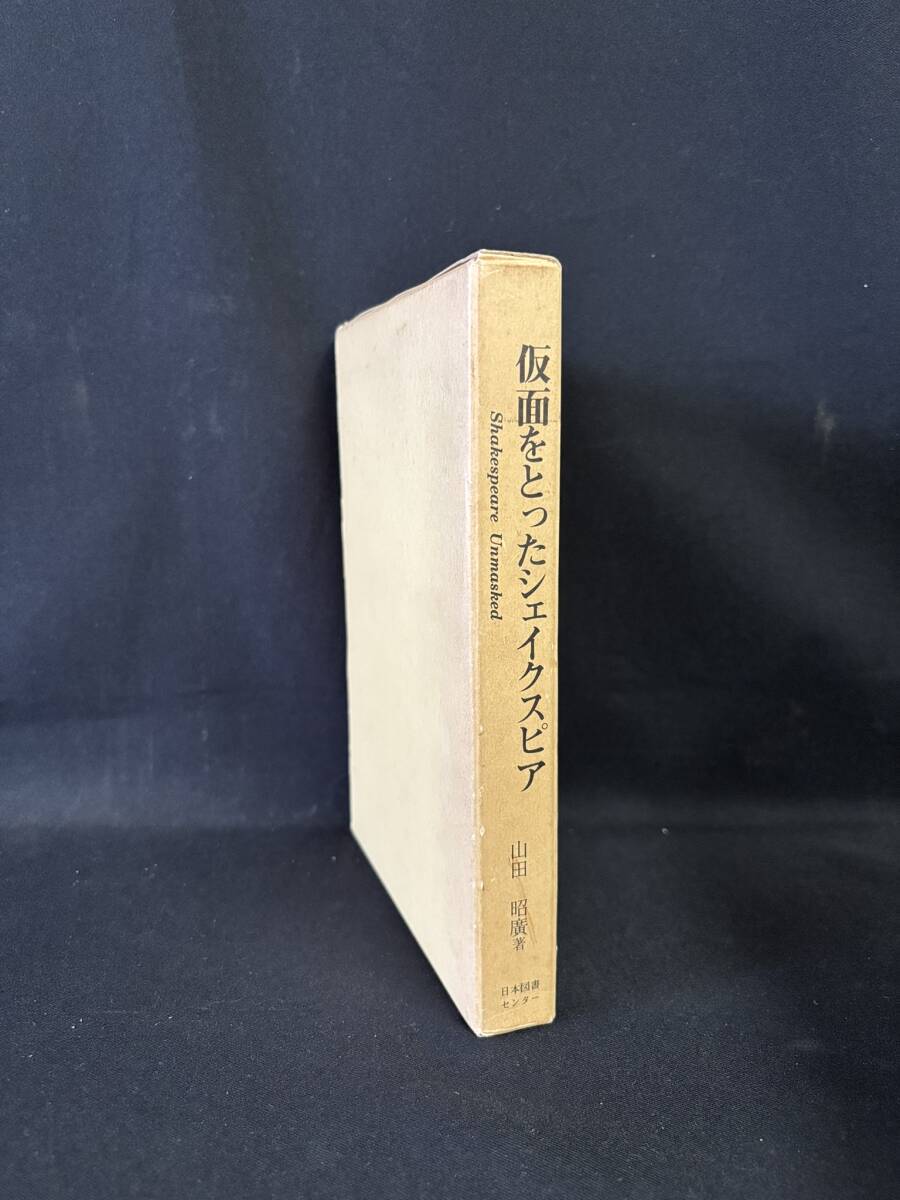 仮面をとったシェイクスピア
Shakespeare Unmasked
山田 昭廣著
日本図書
センター